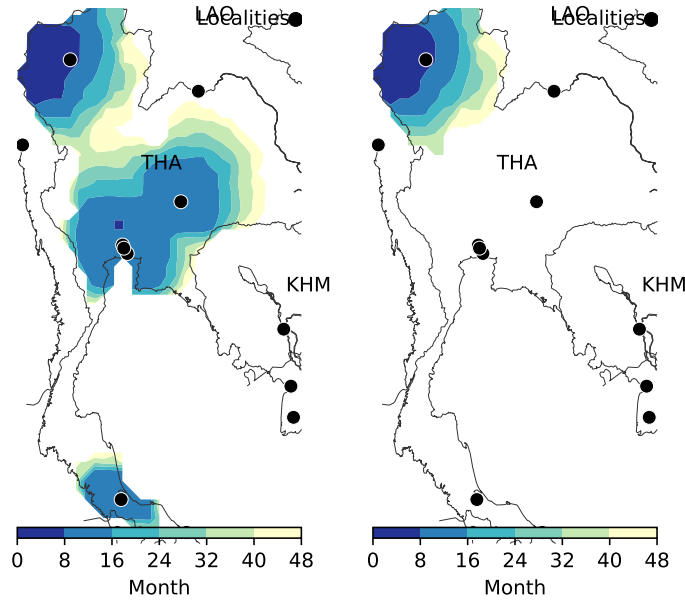 LAO
Localities
LAO
Localities
THA
THA
KHM
KHM
0 8 16 24 32 40 48
0 8 16 24 32 40 48
Month
Month